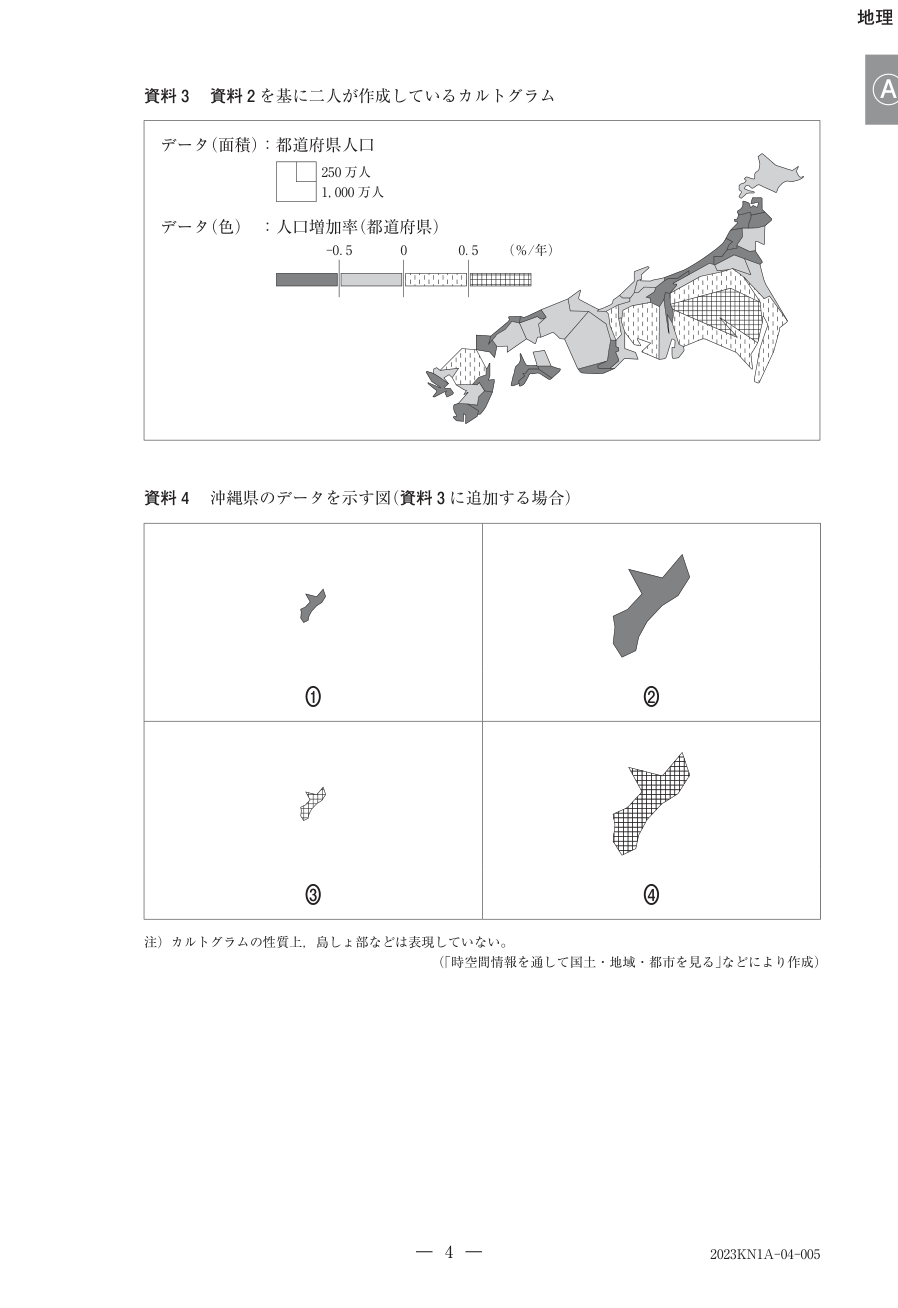 地理
A
資料3 資料2を基に二人が作成しているカルトグラム
データ(面積):都道府県人口
250万人
1,000万人
データ(色) :人口増加率(都道府県)
-0.5 0 0.5 (%/年)
資料4 沖縄県のデータを示す図(資料3に追加する場合)
① ②
③ ④
注) カルトグラムの性質上,島しょ部などは表現していない。
(「時空間情報を通して国土・地域・都市を見る」などにより作成)
― 4 ―
2023KN1A-04-005